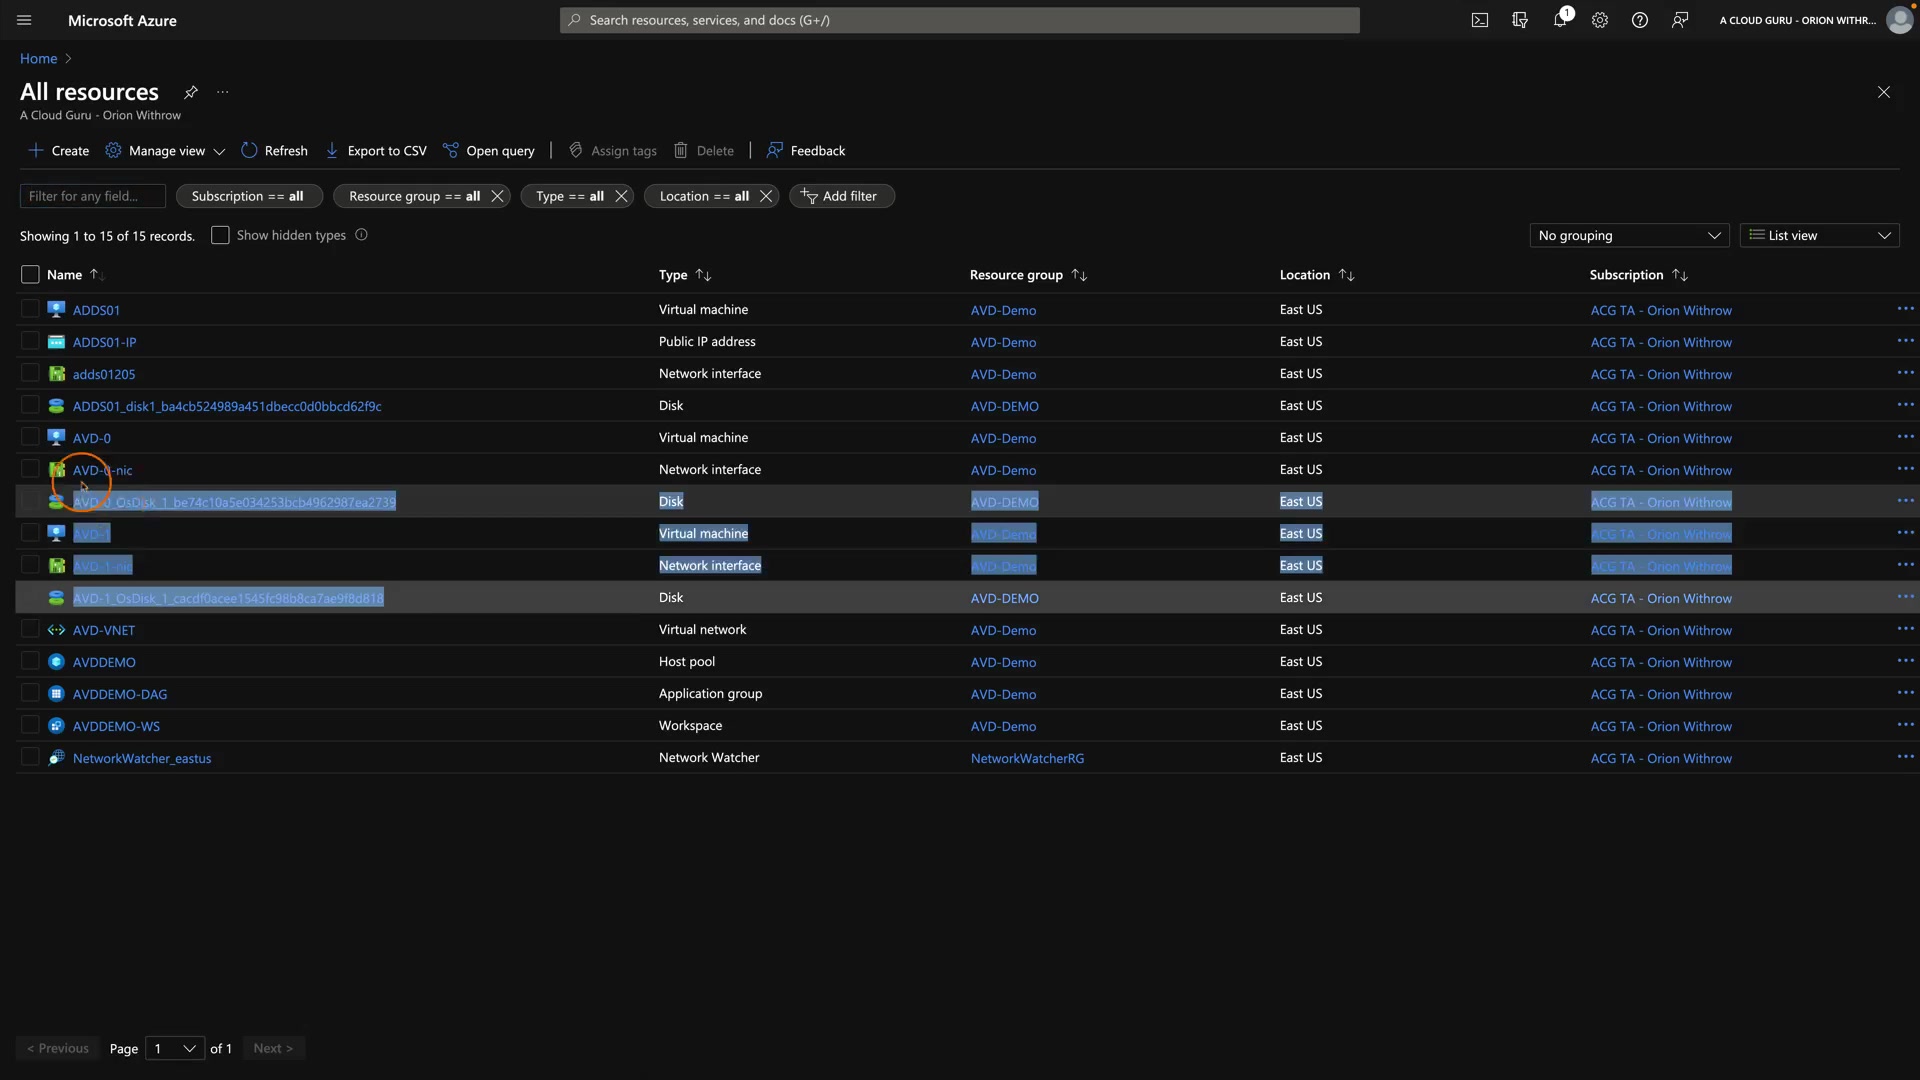 Microsoft Azure
Search resources, services, and docs (G+/)
1
A CLOUD GURU - ORION WITHR...
Home >
All resources
...
A Cloud Guru - Orion Withrow
Create
Manage view
Refresh
Export to CSV
Open query
Assign tags
Delete
Feedback
Filter for any field...
Subscription == all
Resource group == all
Type == all
Location == all
Add filter
Showing 1 to 15 of 15 records.
Show hidden types
No grouping
List view
Name Type Resource group Location Subscription
ADDS01 Virtual machine AVD-Demo East US ACG TA - Orion Withrow ...
ADDS01-IP Public IP address AVD-Demo East US ACG TA - Orion Withrow ...
adds01205 Network interface AVD-Demo East US ACG TA - Orion Withrow ...
ADDS01_disk1_ba4cb524989a451dbecc0d0bbcd62f9c Disk AVD-DEMO East US ACG TA - Orion Withrow ...
AVD-0 Virtual machine AVD-Demo East US ACG TA - Orion Withrow ...
AVD-0-nic Network interface AVD-Demo East US ACG TA - Orion Withrow ...
AVD-0_OsDisk_1_be74c10a5e034253bcb4962987ea2739 Disk AVD-DEMO East US ACG TA - Orion Withrow ...
AVD-1 Virtual machine AVD-Demo East US ACG TA - Orion Withrow ...
AVD-1-nic Network interface AVD-Demo East US ACG TA - Orion Withrow ...
AVD-1_OsDisk_1_cacdf0acee1545fc98b8ca7ae9f8d818 Disk AVD-DEMO East US ACG TA - Orion Withrow ...
AVD-VNET Virtual network AVD-Demo East US ACG TA - Orion Withrow ...
AVDDEMO Host pool AVD-Demo East US ACG TA - Orion Withrow ...
AVDDEMO-DAG Application group AVD-Demo East US ACG TA - Orion Withrow ...
AVDDEMO-WS Workspace AVD-Demo East US ACG TA - Orion Withrow ...
NetworkWatcher_eastus Network Watcher NetworkWatcherRG East US ACG TA - Orion Withrow ...
< Previous Page 1 of 1 Next >